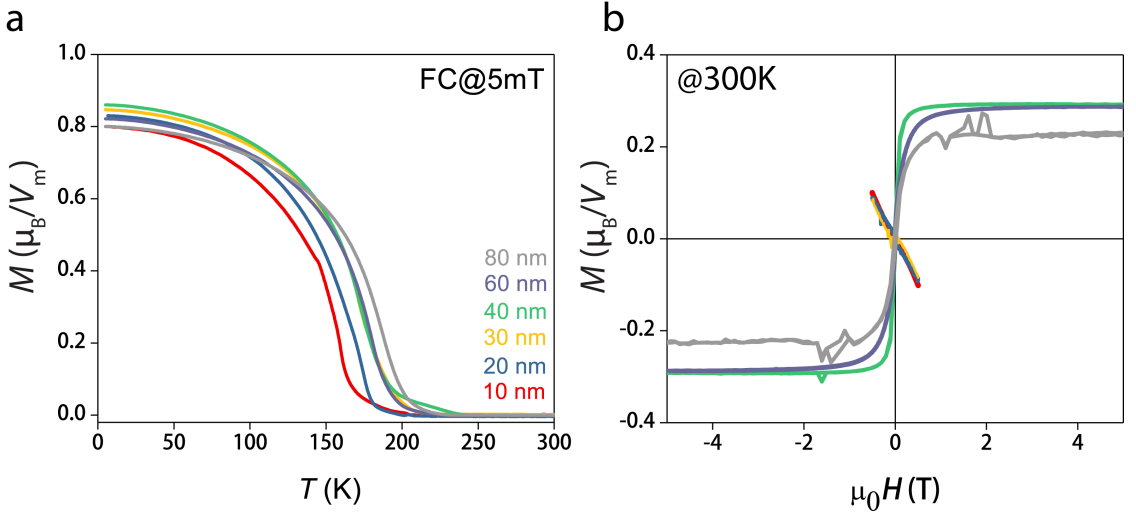 a
FC@5mT
1.0
0.8
0.6
0.4
0.2
0.0
M (μB/Vm)
80 nm
60 nm
40 nm
30 nm
20 nm
10 nm
0
50
100
150
200
250
300
T (K)
b
@300K
0.4
0.2
0.0
-0.2
-0.4
M (μB/Vm)
-4
-2
0
2
4
μ0H (T)